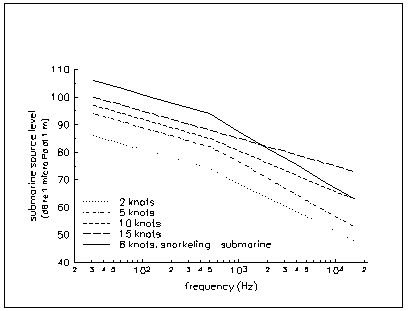 110
100
90
80
70
60
50
40
submarine source level
(dB re 1 micro Pa at 1 m)
2 knots
5 knots
10 knots
15 knots
8 knots, snorkeling submarine
2 3 4 5 10² 2 3 4 5 10³ 2 3 4 5 10⁴ 2
frequency (Hz)